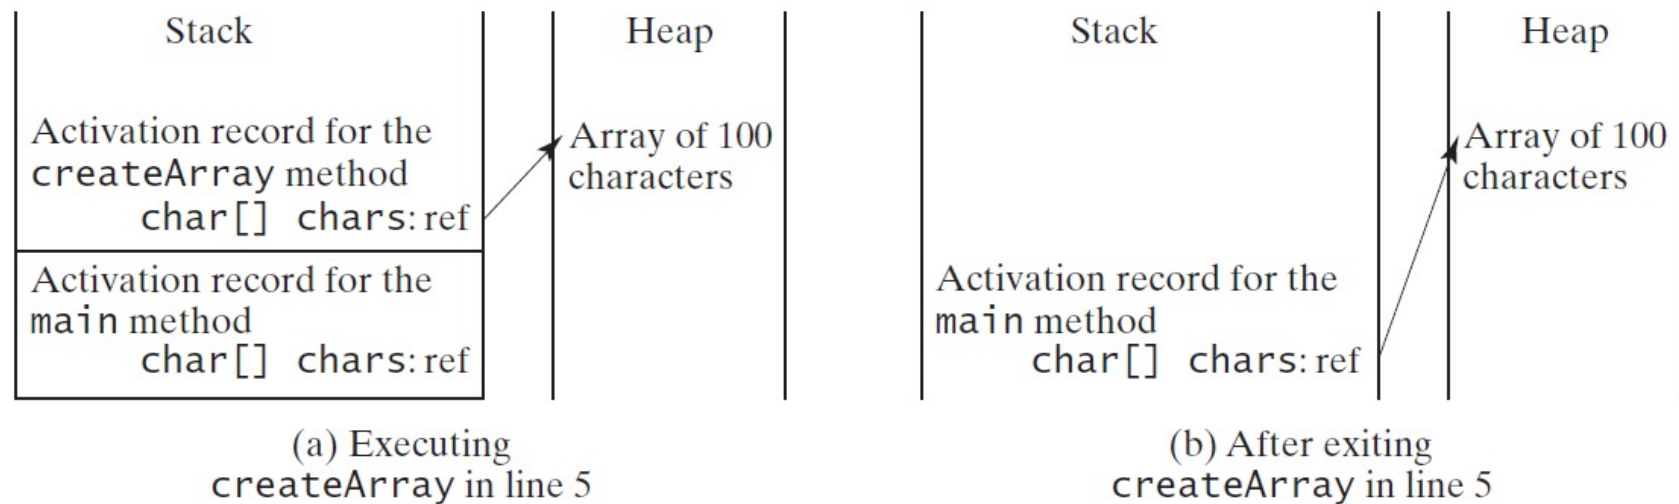 Stack
Heap
Activation record for the
createArray method
char[] chars: ref
Array of 100
characters
Activation record for the
main method
char[] chars: ref
(a) Executing
createArray in line 5
Stack
Heap
Array of 100
characters
Activation record for the
main method
char[] chars: ref
(b) After exiting
createArray in line 5